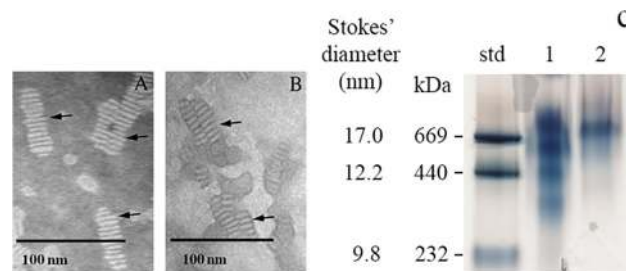 A
100 nm
B
100 nm
C
Stokes’ diameter (nm)
kDa
std 1 2
17.0 669 -
12.2 440 -
9.8 232 -